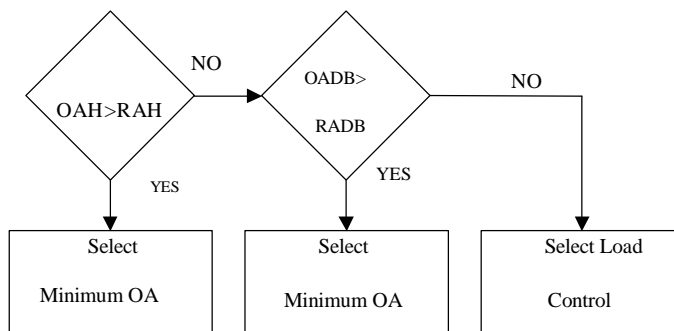 NO
OAH>RAH
OADB>
RADB
NO
YES
YES
Select
Minimum OA
Select
Minimum OA
Select Load
Control